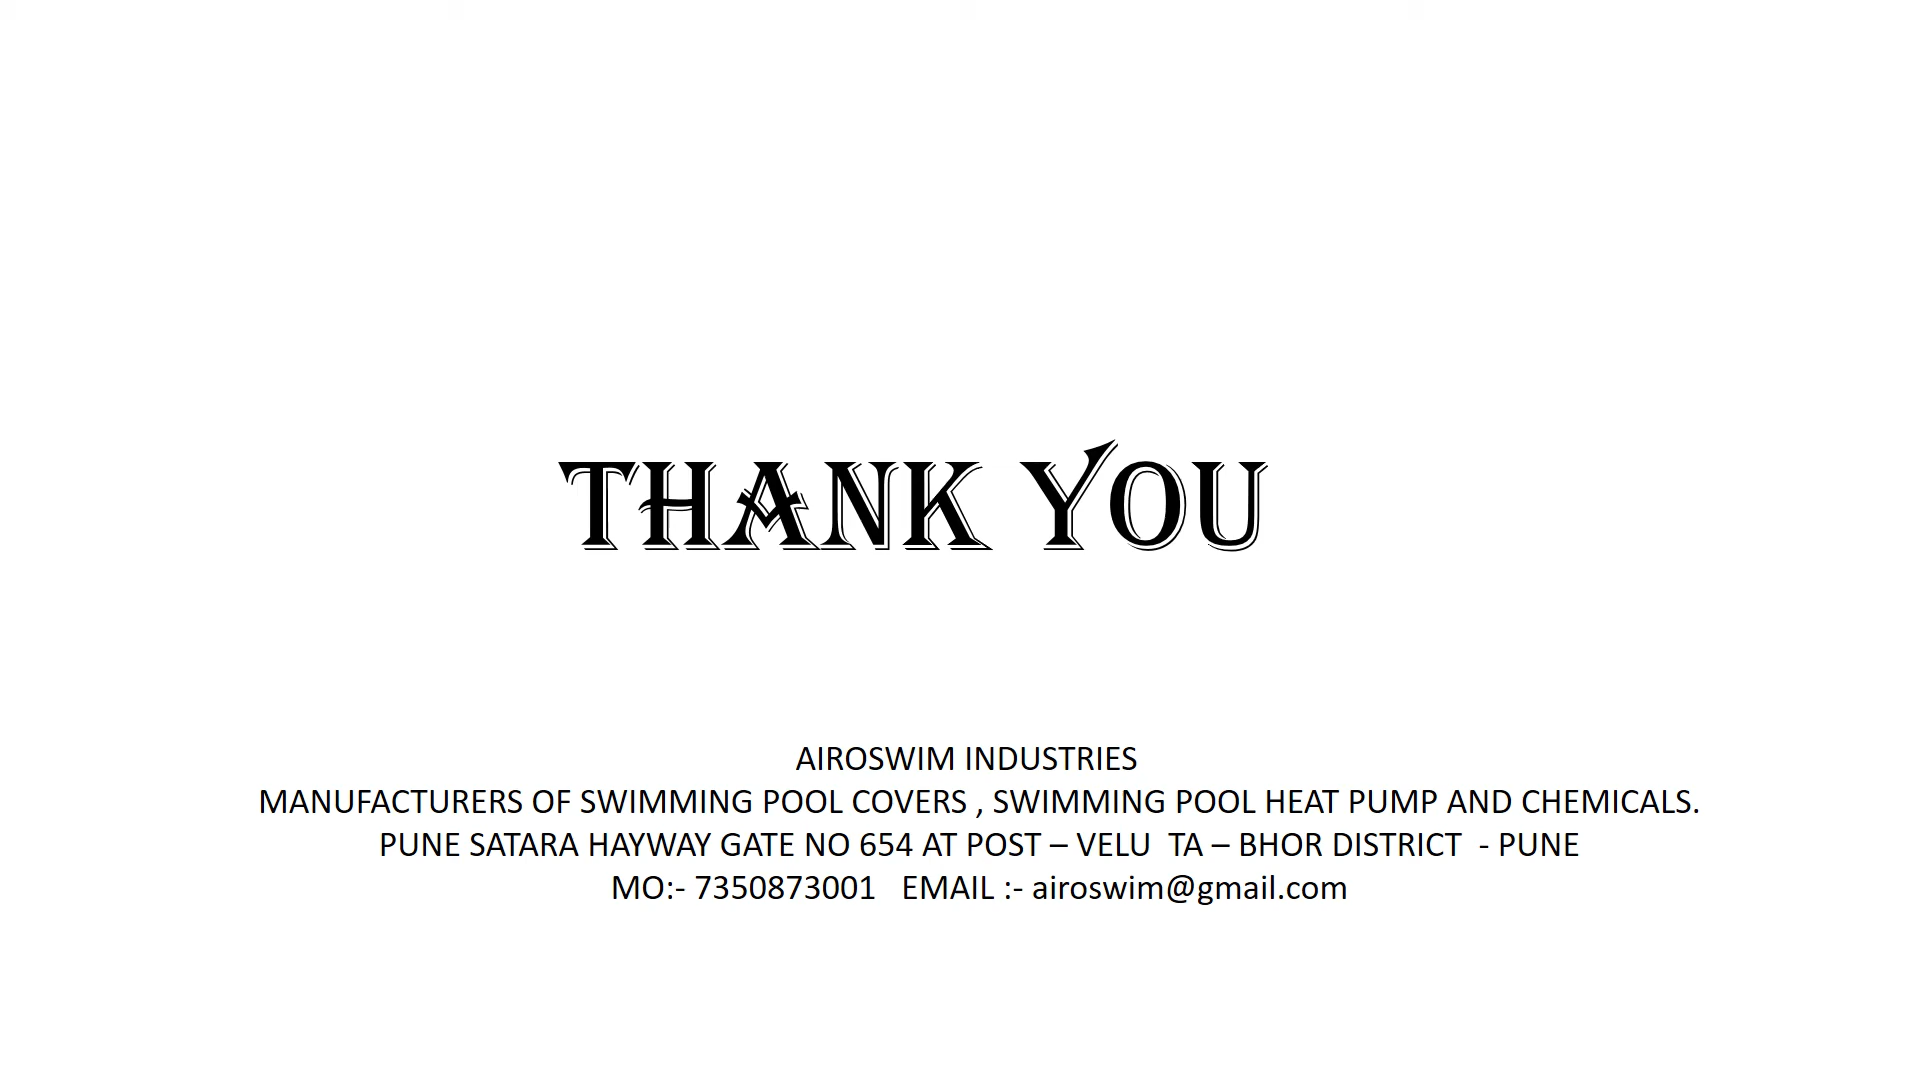 THANK YOU
AIROSWIM INDUSTRIES
MANUFACTURERS OF SWIMMING POOL COVERS , SWIMMING POOL HEAT PUMP AND CHEMICALS.
PUNE SATARA HAYWAY GATE NO 654 AT POST – VELU  TA – BHOR DISTRICT  - PUNE
MO:- 7350873001   EMAIL :- airoswim@gmail.com